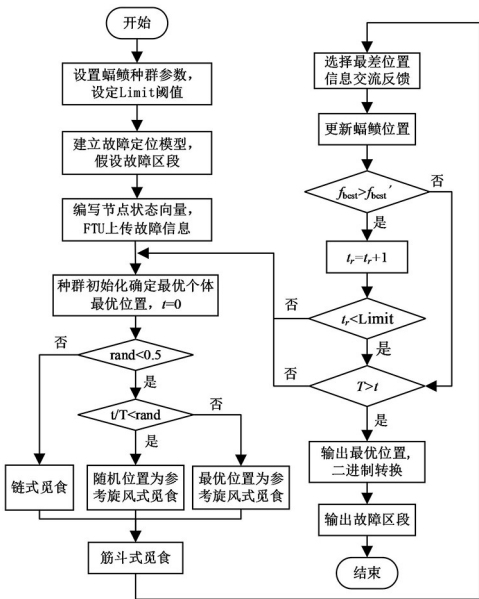 开始
设置蝠鲼种群参数，
设定Limit阈值
建立故障定位模型，
假设故障区段
编写节点状态向量，
FTU上传故障信息
种群初始化确定最优个体
最优位置，t=0
否
rand<0.5
是
t/T<rand
否
是
链式觅食
随机位置为参
考旋风式觅食
最优位置为参
考旋风式觅食
筋斗式觅食
选择最差位置
信息交流反馈
更新蝠鲼位置
否
fbest>fbest′
是
tr=tr+1
否
tr<Limit
是
否
T>t
是
输出最优位置,
二进制转换
输出故障区段
结束